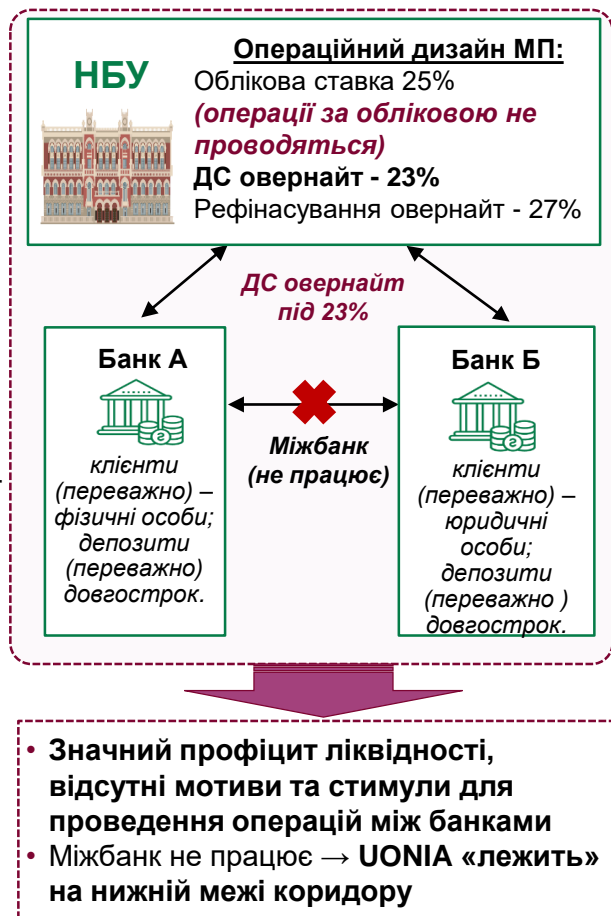 НБУ
Операційний дизайн МП:
Облікова ставка 25%
(операції за обліковою не
проводяться)
ДС овернайт - 23%
Рефінасування овернайт - 27%
ДС овернайт
під 23%
Банк А
клієнти
(переважно) –
фізичні особи;
депозити
(переважно)
довгострок.
Міжбанк
(не працює)
Банк Б
клієнти
(переважно) –
юридичні
особи;
депозити
(переважно )
довгострок.
• Значний профіцит ліквідності,
відсутні мотиви та стимули для
проведення операцій між банками
• Міжбанк не працює → UONIA «лежить»
на нижній межі коридору